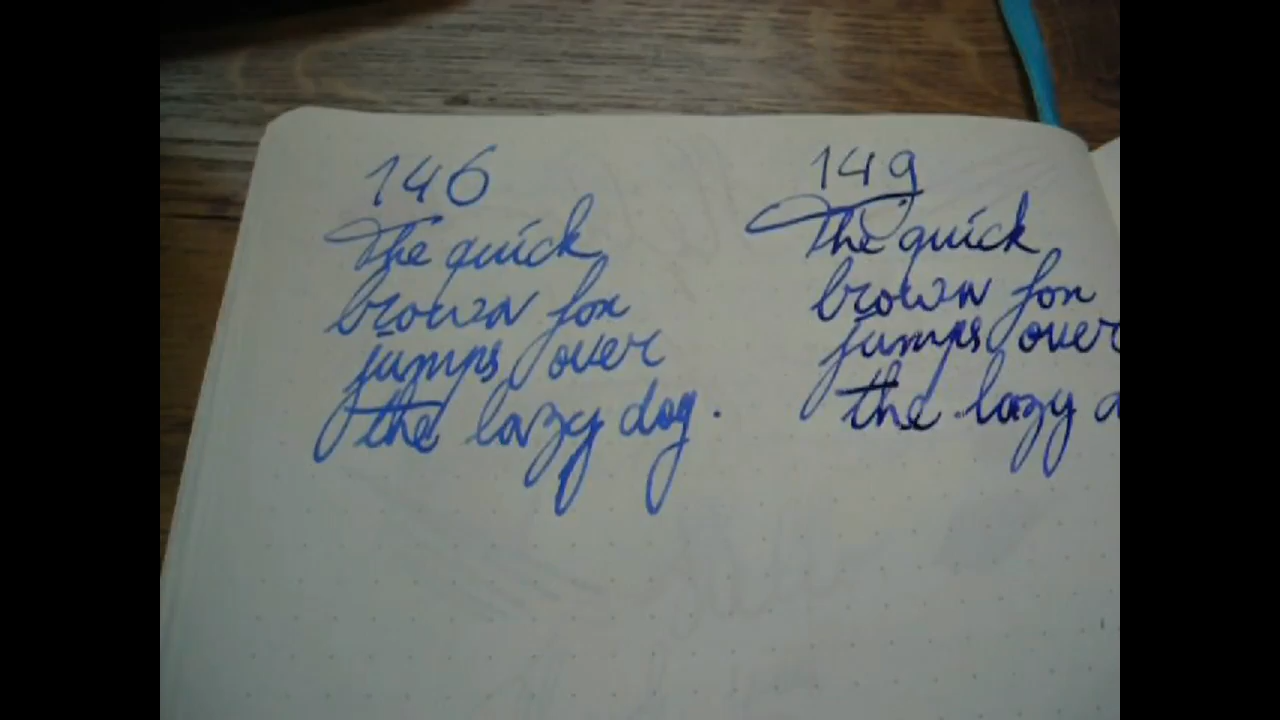 146
The quick
brown fox
jumps over
the lazy dog.
149
The quick
brown fox
jumps over
the lazy d